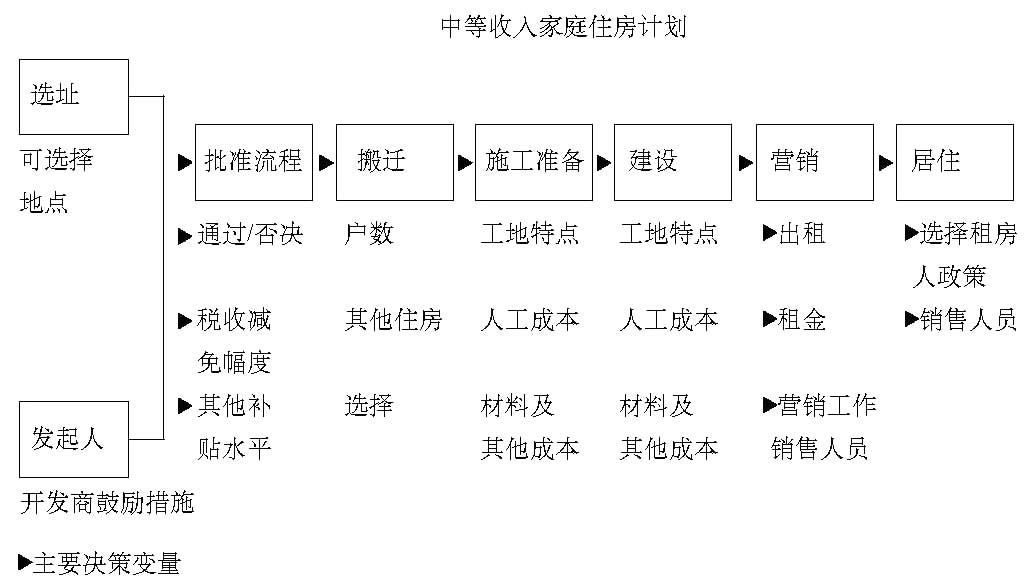 中等收入家庭住房计划
选址
可选择
地点
发起人
开发商鼓励措施
▶批准流程
▶通过/否决
▶税收减
免幅度
▶其他补
贴水平
▶搬迁
户数
其他住房
选择
▶施工准备
工地特点
人工成本
材料及
其他成本
▶建设
工地特点
人工成本
材料及
其他成本
▶营销
▶出租
▶租金
▶营销工作
销售人员
▶居住
▶选择租房
人政策
▶销售人员
▶主要决策变量